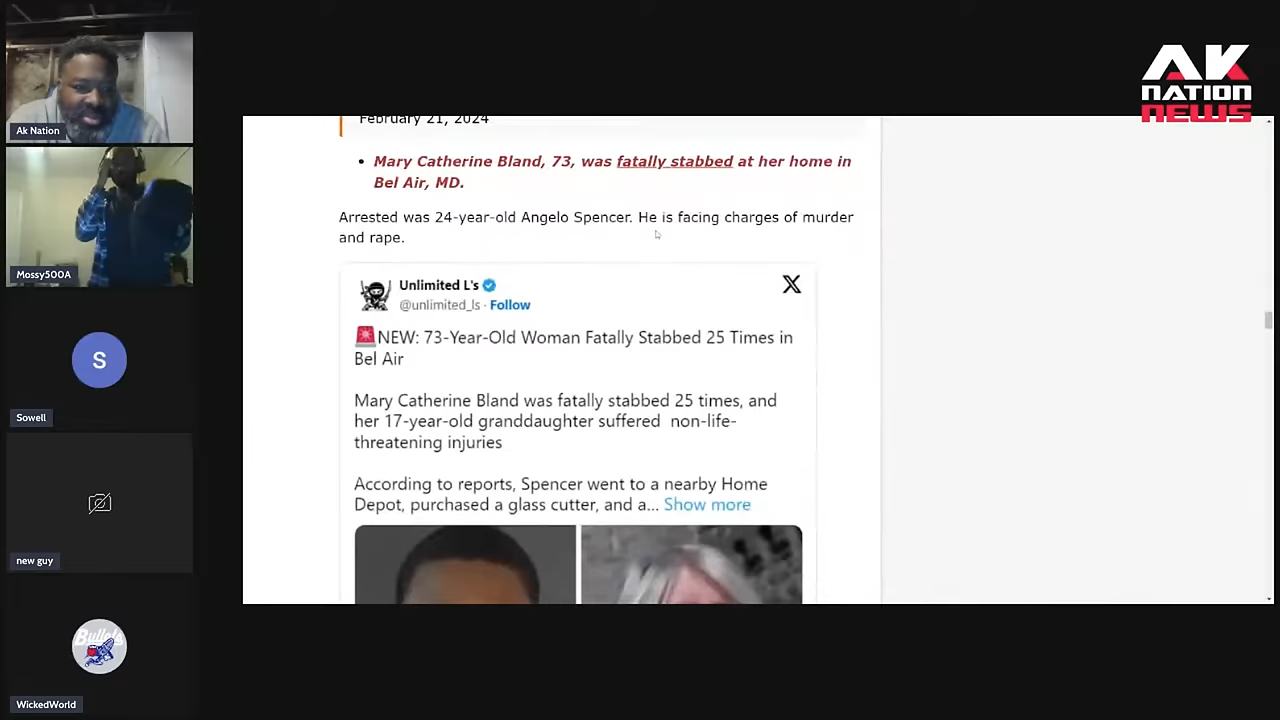 AK
NATION
NEWS
Ak Nation
Mossy500A
S
Sowell
new guy
Bullets
WickedWorld
February 21, 2024
• Mary Catherine Bland, 73, was fatally stabbed at her home in
Bel Air, MD.
Arrested was 24-year-old Angelo Spencer. He is facing charges of murder
and rape.
Unlimited L's
@unlimited_ls · Follow
🚨NEW: 73-Year-Old Woman Fatally Stabbed 25 Times in
Bel Air
Mary Catherine Bland was fatally stabbed 25 times, and
her 17-year-old granddaughter suffered non-life-
threatening injuries
According to reports, Spencer went to a nearby Home
Depot, purchased a glass cutter, and a... Show more